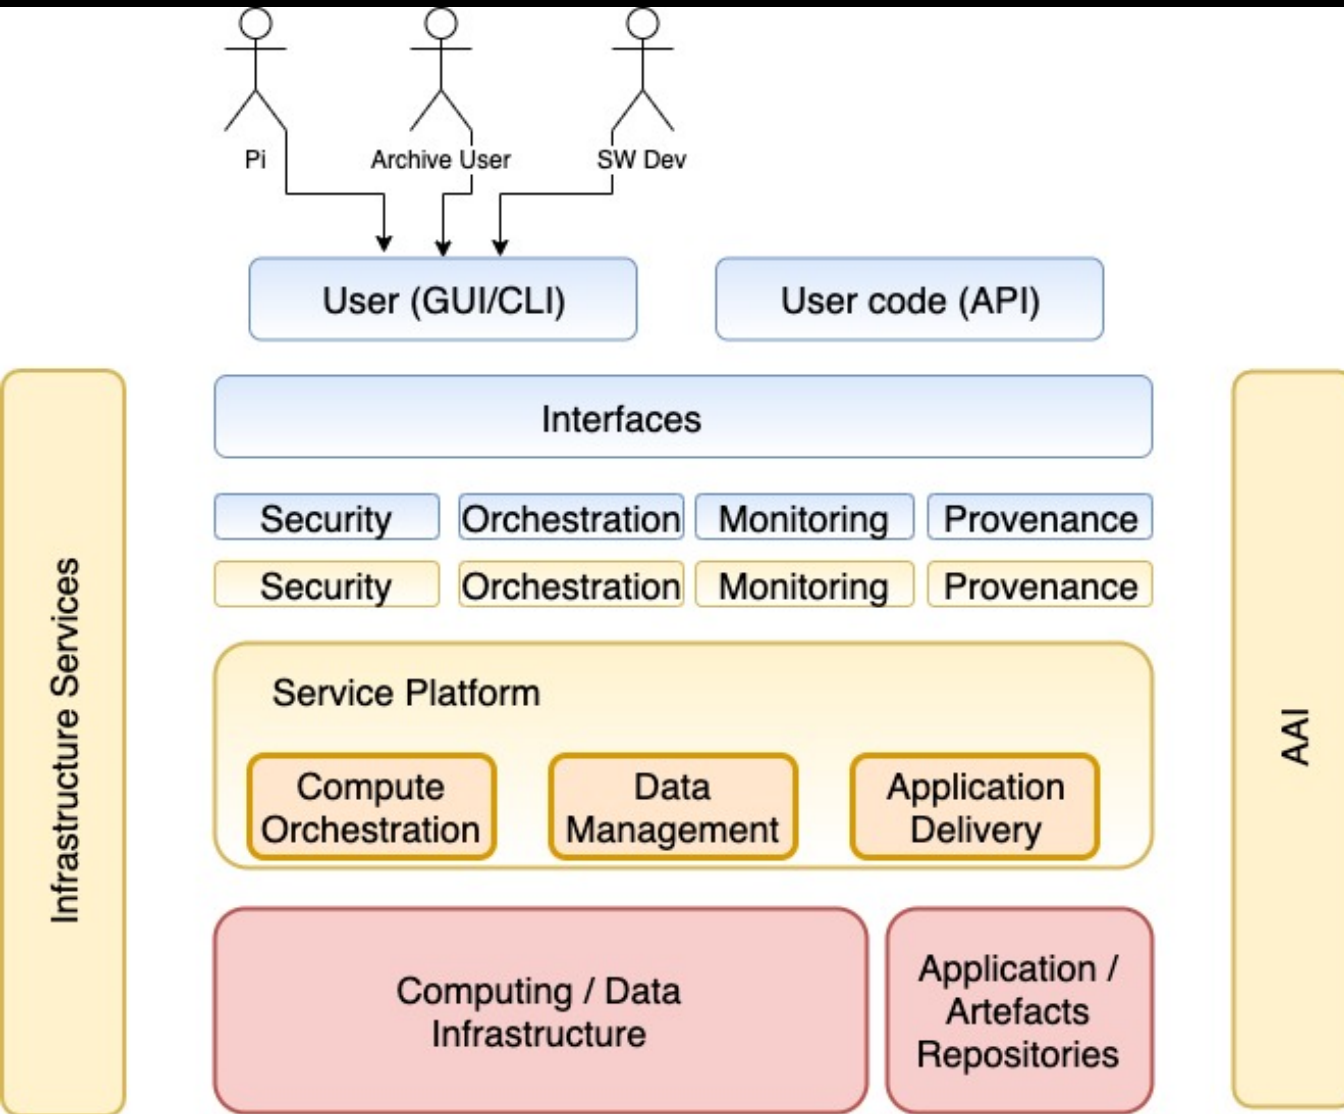 Pi
Archive User
SW Dev
User (GUI/CLI)
User code (API)
Interfaces
Security
Orchestration
Monitoring
Provenance
Security
Orchestration
Monitoring
Provenance
Infrastructure Services
Service Platform
Compute
Orchestration
Data
Management
Application
Delivery
AAI
Computing / Data
Infrastructure
Application /
Artefacts
Repositories